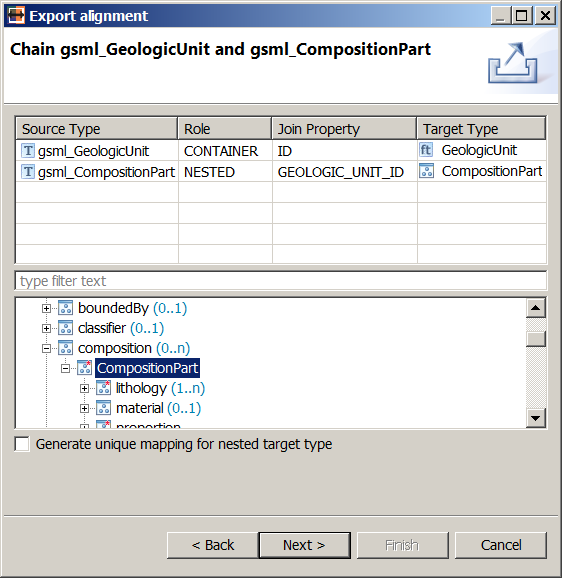 Export alignment
Chain gsml_GeologicUnit and gsml_CompositionPart
Source Type Role Join Property Target Type
gsml_GeologicUnit CONTAINER ID ft GeologicUnit
gsml_CompositionPart NESTED GEOLOGIC_UNIT_ID CompositionPart
type filter text
boundedBy (0..1)
classifier (0..1)
composition (0..n)
CompositionPart
lithology (1..n)
material (0..1)
proportion
Generate unique mapping for nested target type
< Back Next > Finish Cancel